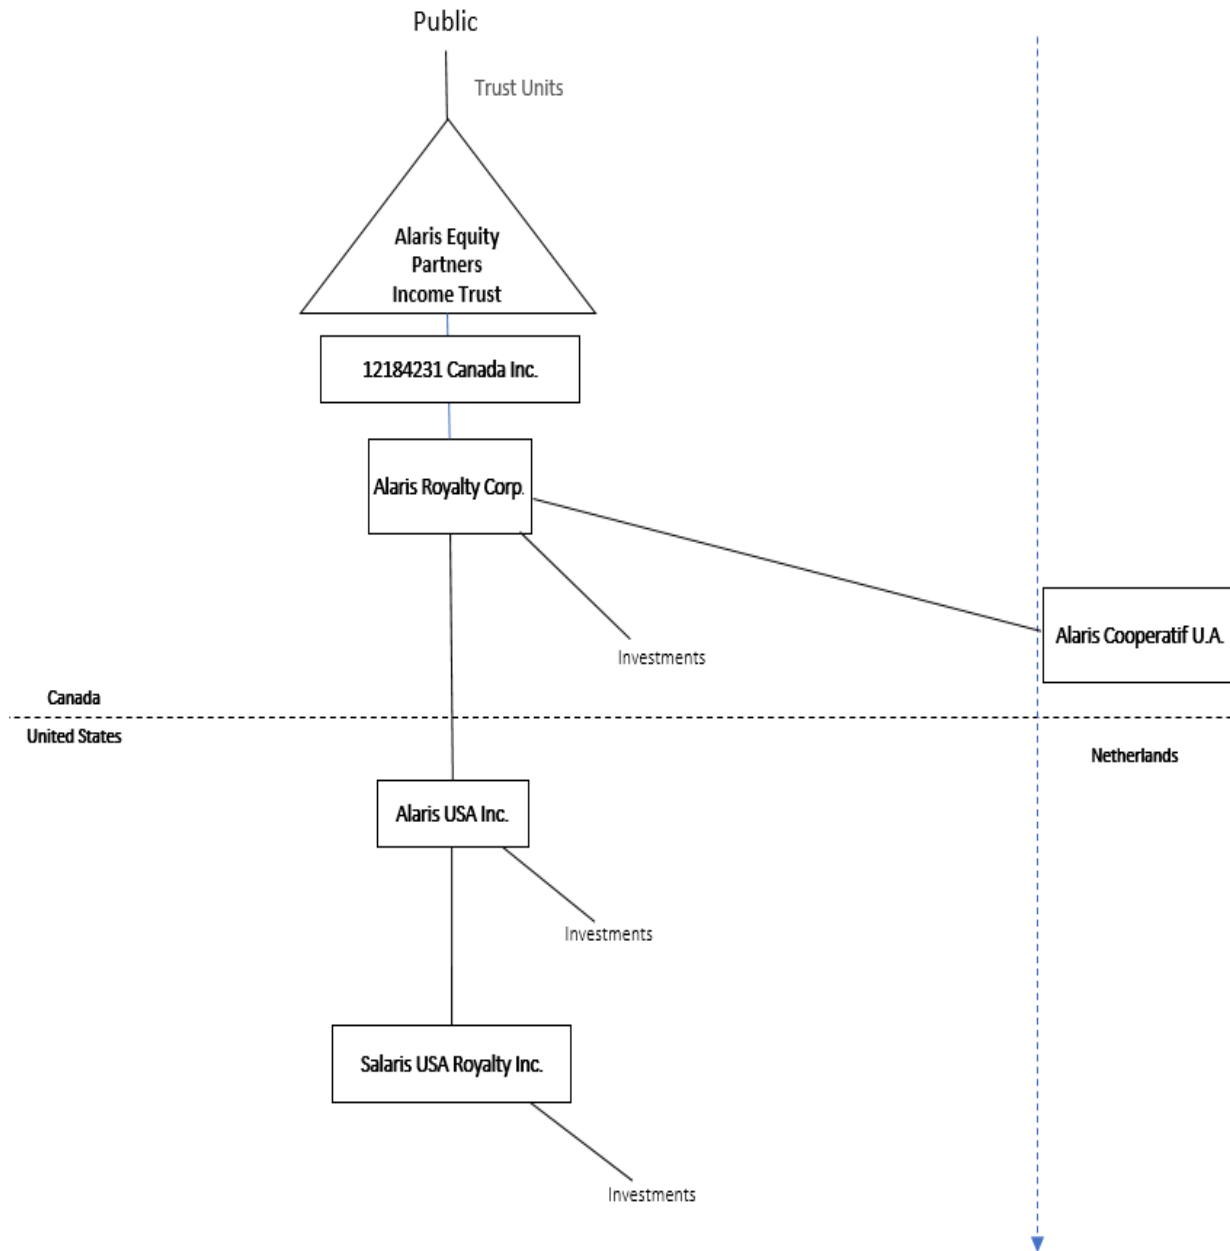 Public
Trust Units
Alaris Equity
Partners
Income Trust
12184231 Canada Inc.
Alaris Royalty Corp.
Investments
Alaris Cooperatif U.A.
Canada
United States
Netherlands
Alaris USA Inc.
Investments
Salaris USA Royalty Inc.
Investments